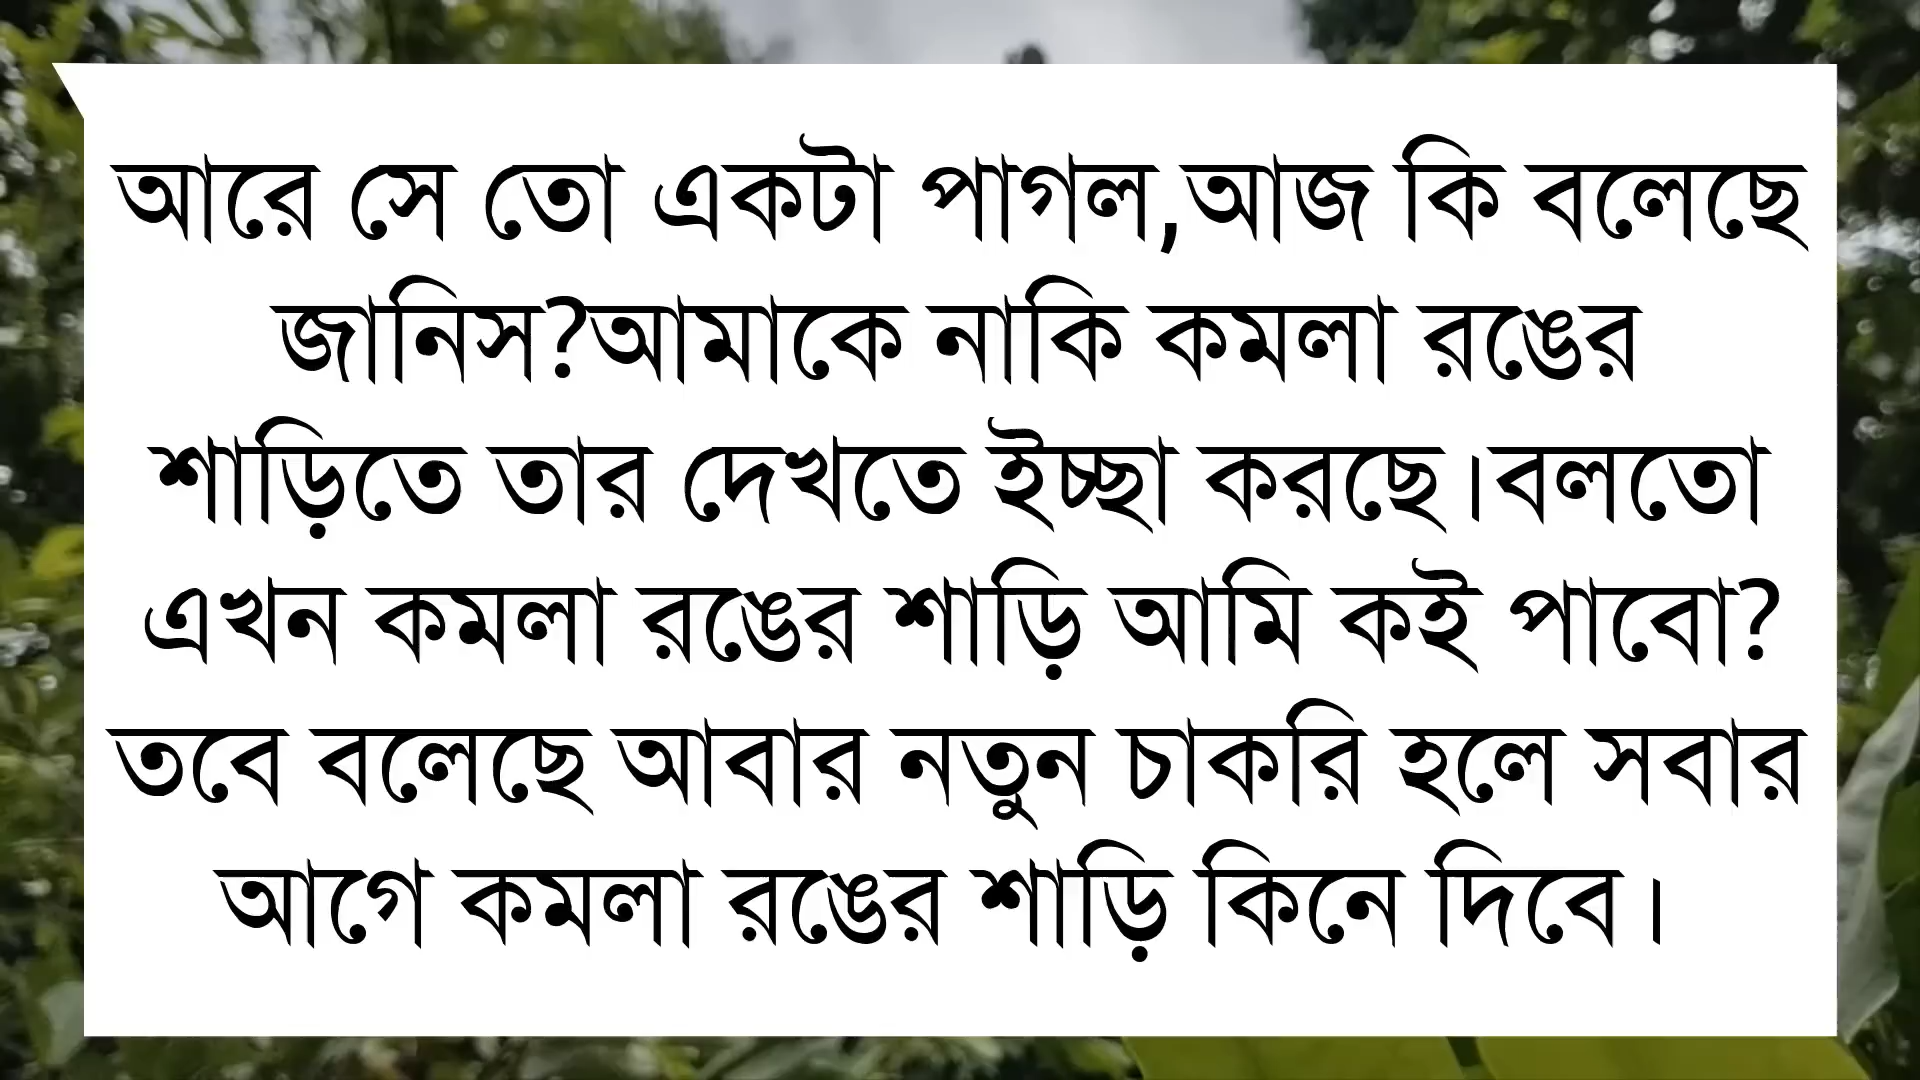 আরে সে তো একটা পাগল,আজ কি বলেছে
জানিস?আমাকে নাকি কমলা রঙের
শাড়িতে তার দেখতে ইচ্ছা করছে।বলতো
এখন কমলা রঙের শাড়ি আমি কই পাবো?
তবে বলেছে আবার নতুন চাকরি হলে সবার
আগে কমলা রঙের শাড়ি কিনে দিবে।